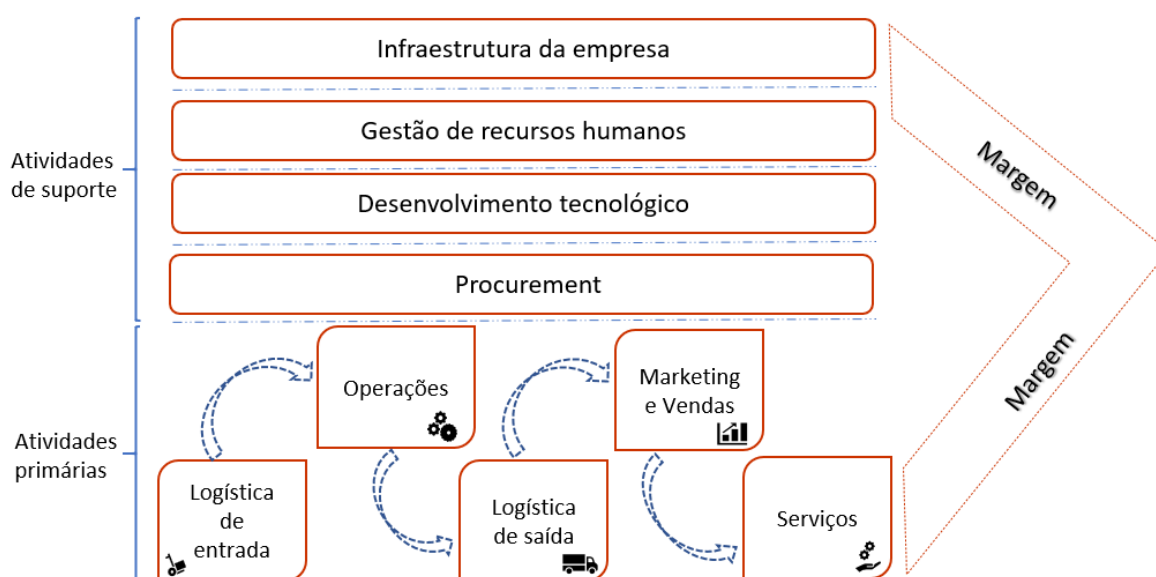 Infraestrutura da empresa
Gestão de recursos humanos
Atividades
de suporte
Desenvolvimento tecnológico
Procurement
Margem
Margem
Atividades
primárias
Logística
de
entrada
Operações
Logística
de saída
Marketing
e Vendas
Serviços